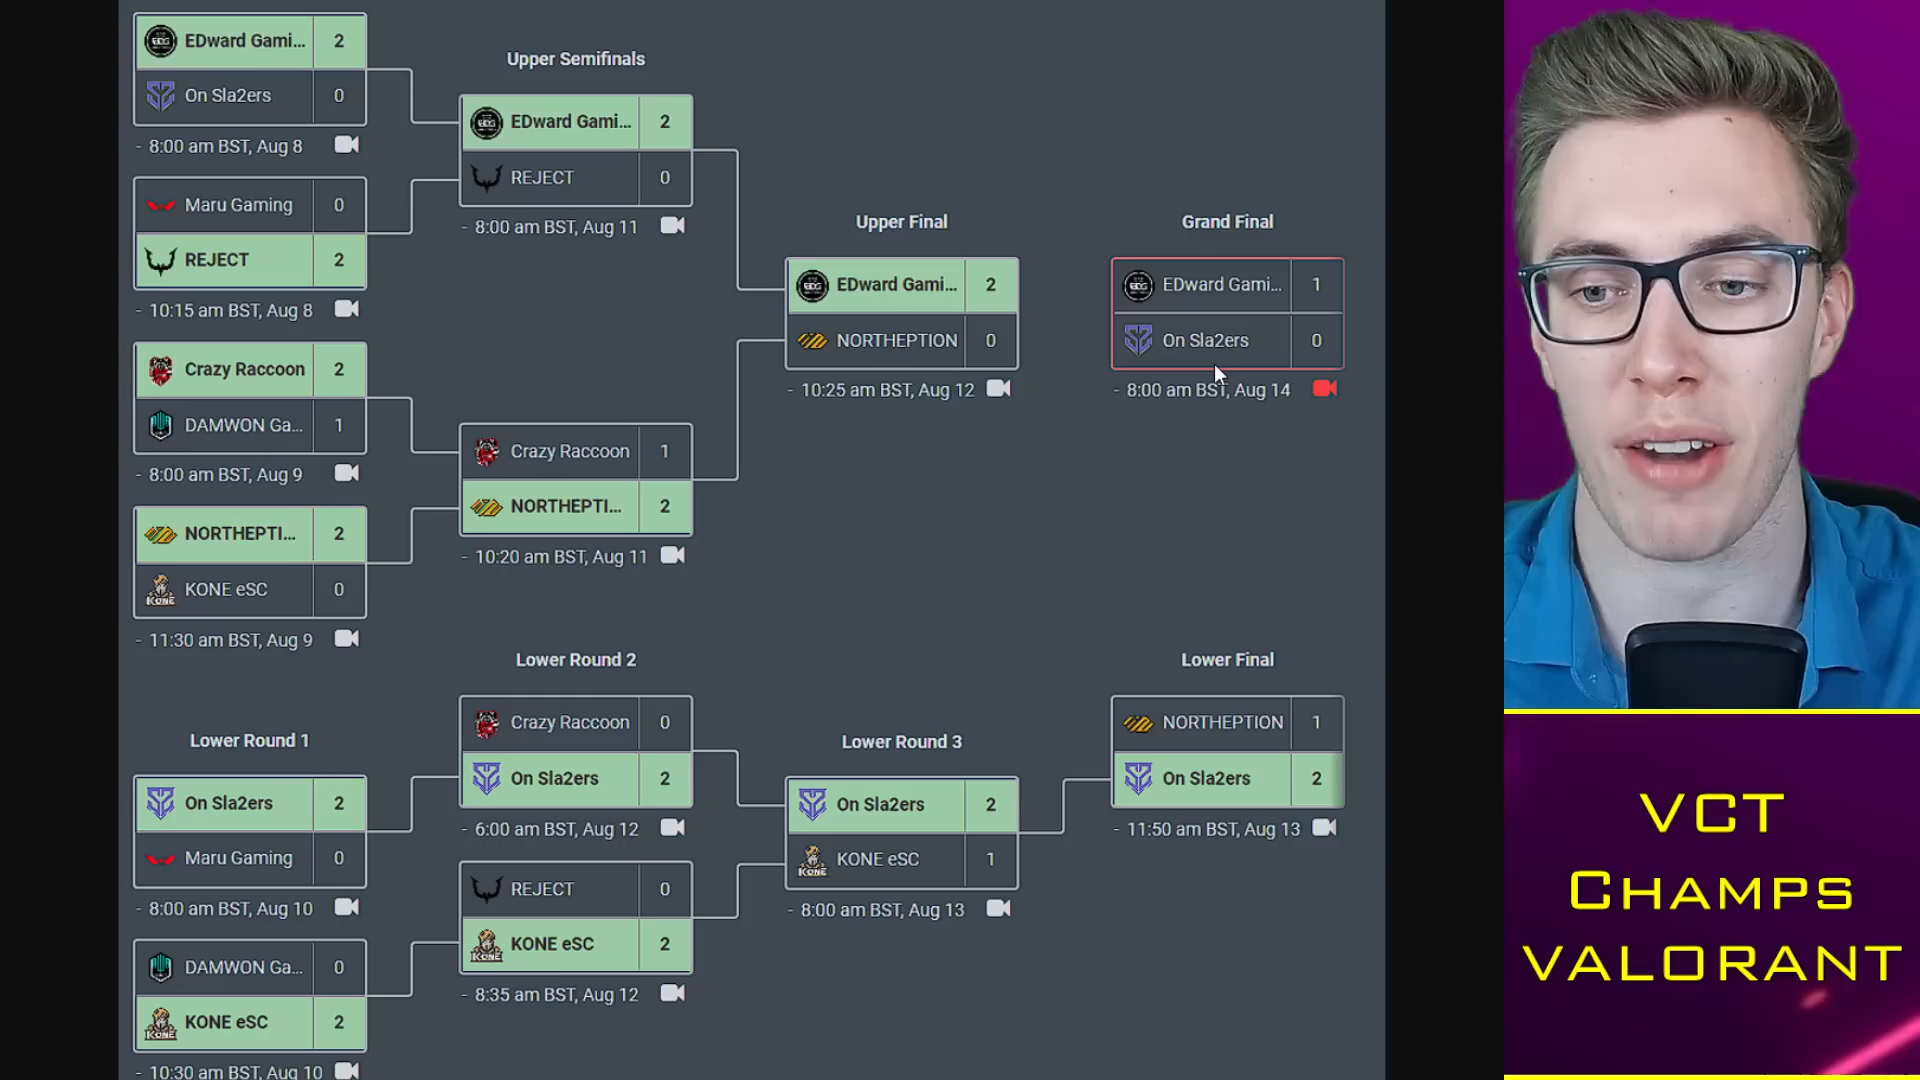 EDward Gami... 2
On Sla2ers 0
- 8:00 am BST, Aug 8
Maru Gaming 0
REJECT 2
- 10:15 am BST, Aug 8
Crazy Raccoon 2
DAMWON Ga... 1
- 8:00 am BST, Aug 9
NORTHEPTI... 2
KONE eSC 0
- 11:30 am BST, Aug 9
Upper Semifinals
EDward Gami... 2
REJECT 0
- 8:00 am BST, Aug 11
Crazy Raccoon 1
NORTHEPTI... 2
- 10:20 am BST, Aug 11
Upper Final
EDward Gami... 2
NORTHEPTION 0
- 10:25 am BST, Aug 12
Grand Final
EDward Gami... 1
On Sla2ers 0
- 8:00 am BST, Aug 14
Lower Round 1
On Sla2ers 2
Maru Gaming 0
- 8:00 am BST, Aug 10
DAMWON Ga... 0
KONE eSC 2
- 10:30 am BST, Aug 10
Lower Round 2
Crazy Raccoon 0
On Sla2ers 2
- 6:00 am BST, Aug 12
REJECT 0
KONE eSC 2
- 8:35 am BST, Aug 12
Lower Round 3
On Sla2ers 2
KONE eSC 1
- 8:00 am BST, Aug 13
Lower Final
NORTHEPTION 1
On Sla2ers 2
- 11:50 am BST, Aug 13
VCT
CHAMPS
VALORANT